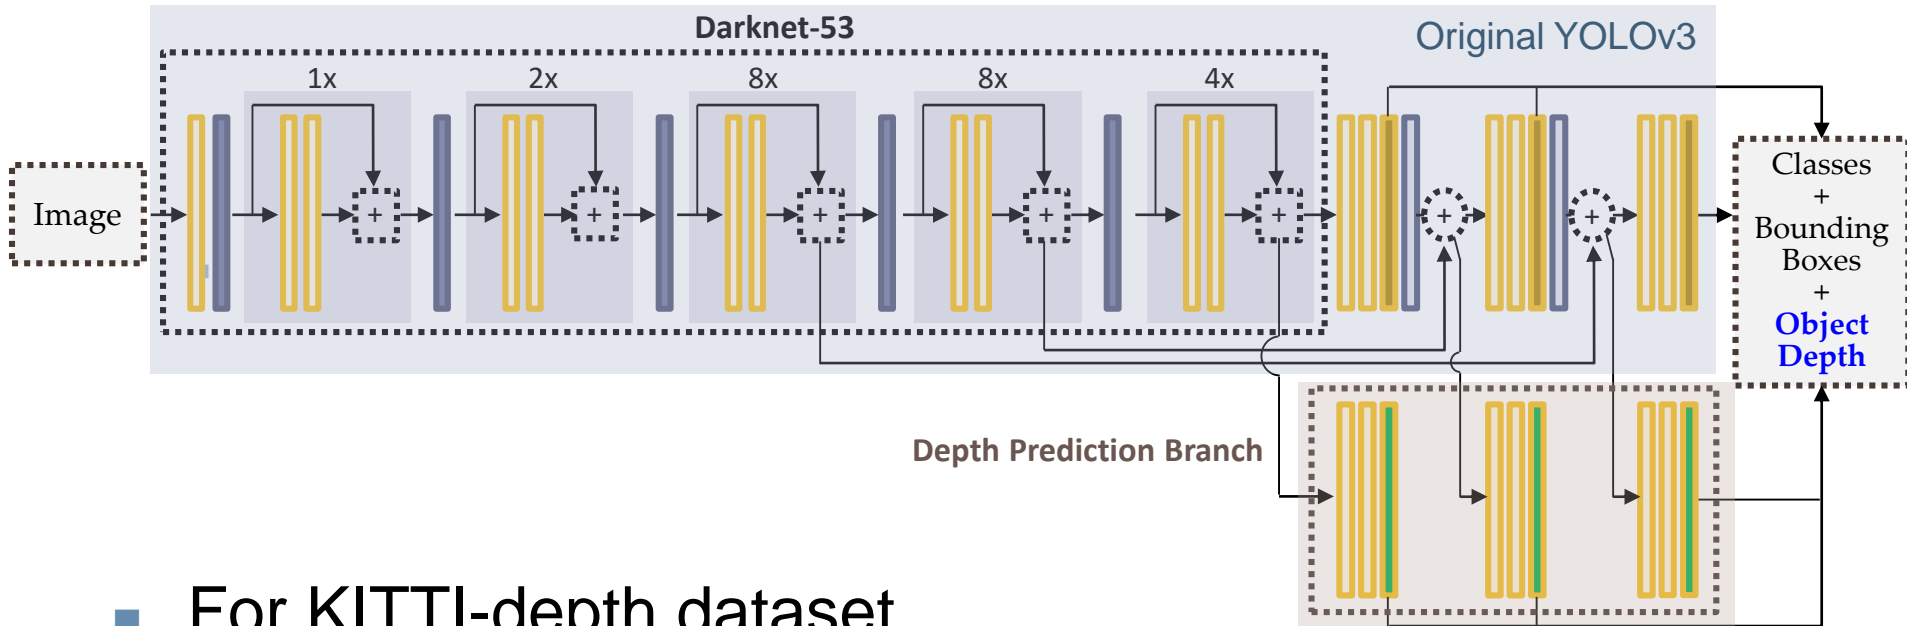 Darknet-53
Original YOLOv3
1x
2x
8x
8x
4x
Image
+
+
+
+
+
+
+
Classes
+
Bounding
Boxes
+
Object
Depth
Depth Prediction Branch
For KITTI-depth dataset